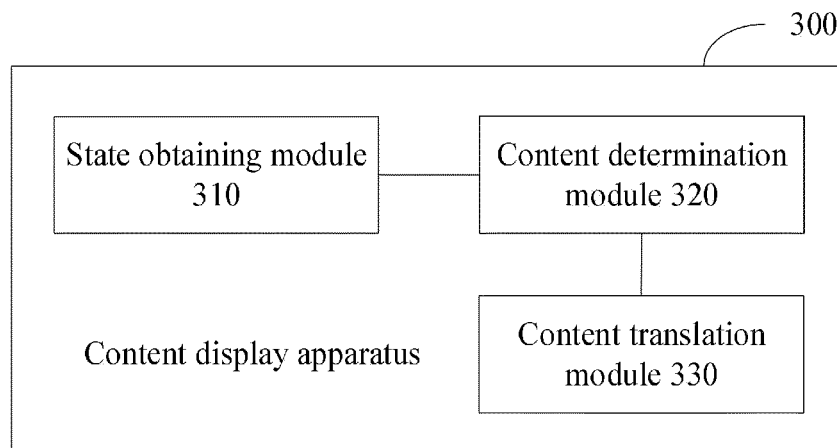 300
State obtaining module
310
Content determination
module 320
Content display apparatus
Content translation
module 330